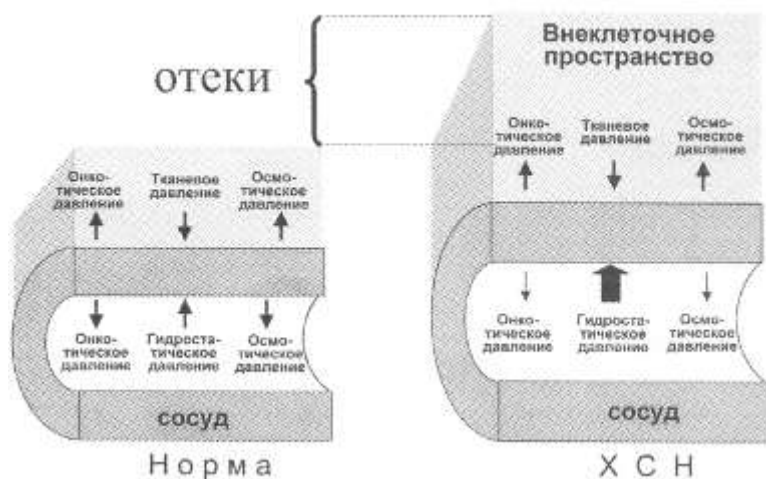 отеки
Внеклеточное
пространство
Онко-
тическое
давление
Тканевое
давление
Осмо-
тическое
давление
Онко-
тическое
давление
Гидроста-
тическое
давление
Осмо-
тическое
давление
сосуд
Норма
Онко-
тическое
давление
Тканевое
давление
Осмо-
тическое
давление
Онко-
тическое
давление
Гидроста-
тическое
давление
Осмо-
тическое
давление
сосуд
ХСН